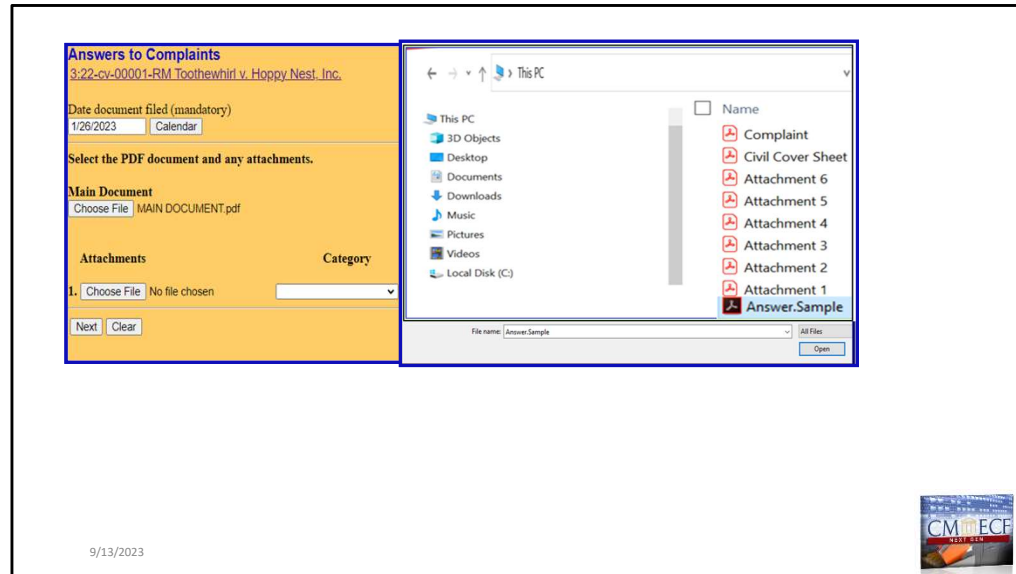 Answers to Complaints
3:22-cv-00001-RM Toothewhirl v. Hoppy Nest, Inc.
Date document filed (mandatory)
1/26/2023 Calendar
Select the PDF document and any attachments.
Main Document
Choose File MAIN DOCUMENT.pdf
Attachments Category
1. Choose File No file chosen
Next Clear
This PC
This PC
3D Objects
Desktop
Documents
Downloads
Music
Pictures
Videos
Local Disk (C:)
Name
Complaint
Civil Cover Sheet
Attachment 6
Attachment 5
Attachment 4
Attachment 3
Attachment 2
Attachment 1
Answer.Sample
File name: Answer.Sample All Files
Open
9/13/2023
CM ECF
NEXT GEN